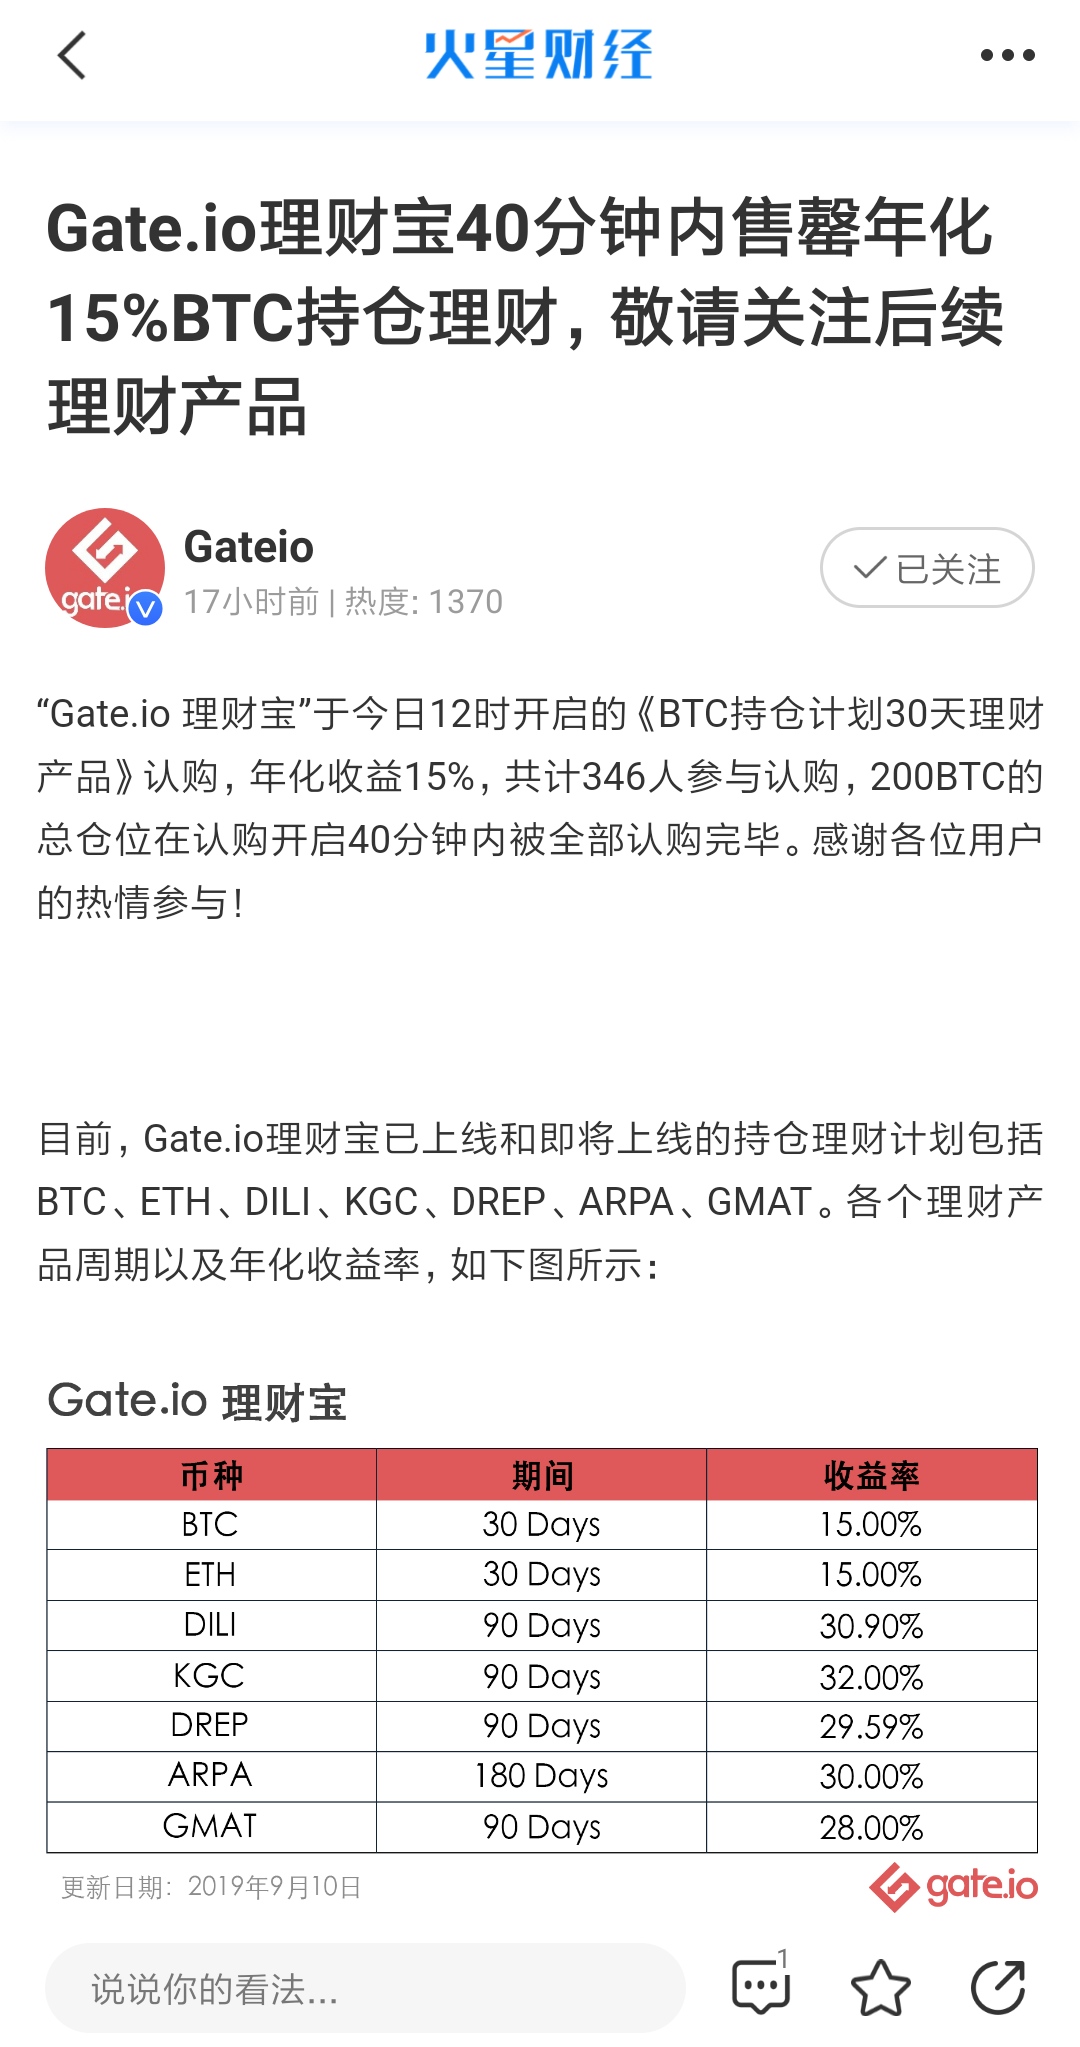 火星财经
Gate.io理财宝40分钟内售罄年化
15%BTC持仓理财，敬请关注后续
理财产品
gate.io
V
Gateio
已关注
17小时前 | 热度: 1370
“Gate.io 理财宝”于今日12时开启的《BTC持仓计划30天理财
产品》认购，年化收益15%，共计346人参与认购，200BTC的
总仓位在认购开启40分钟内被全部认购完毕。感谢各位用户
的热情参与！
目前，Gate.io理财宝已上线和即将上线的持仓理财计划包括
BTC、ETH、DILI、KGC、DREP、ARPA、GMAT。各个理财产
品周期以及年化收益率，如下图所示：
Gate.io 理财宝
币种 期间 收益率
BTC 30 Days 15.00%
ETH 30 Days 15.00%
DILI 90 Days 30.90%
KGC 90 Days 32.00%
DREP 90 Days 29.59%
ARPA 180 Days 30.00%
GMAT 90 Days 28.00%
更新日期：2019年9月10日
gate.io
说说你的看法...
1